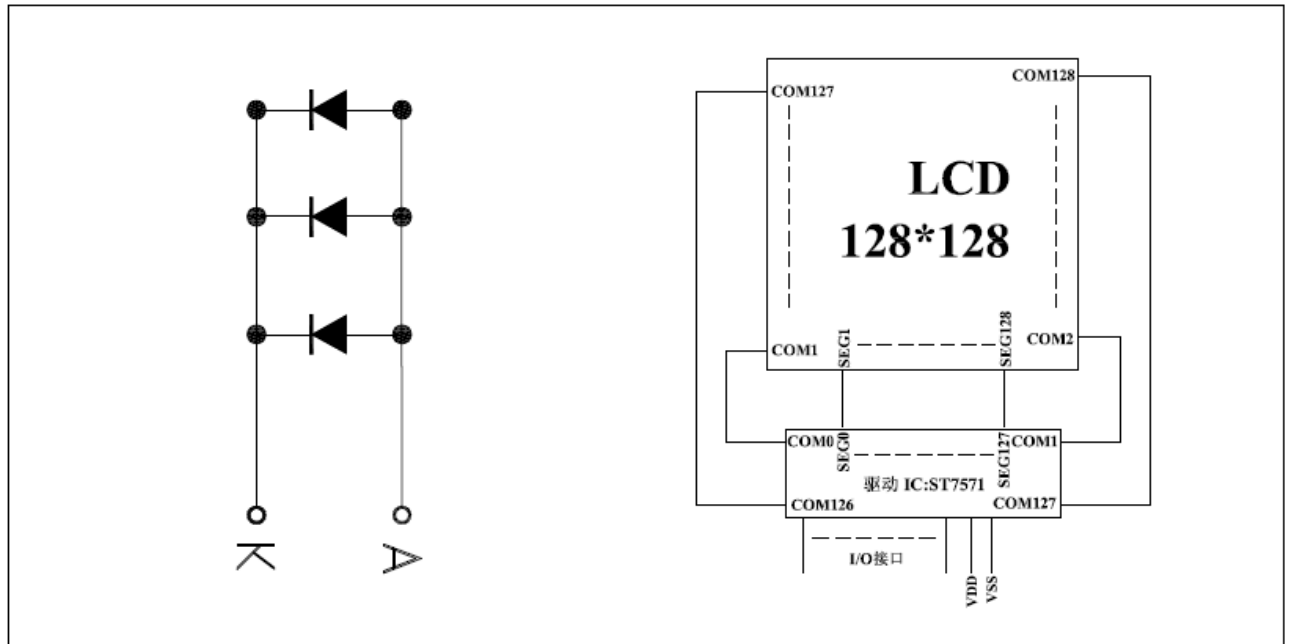 COM128
COM127
LCD
128*128
SEG1
SEG128
COM2
COM1
COM0
SEG0
SEG127
COM1
驱动 IC:ST7571
COM126
COM127
I/O接口
VDD
VSS
K
A